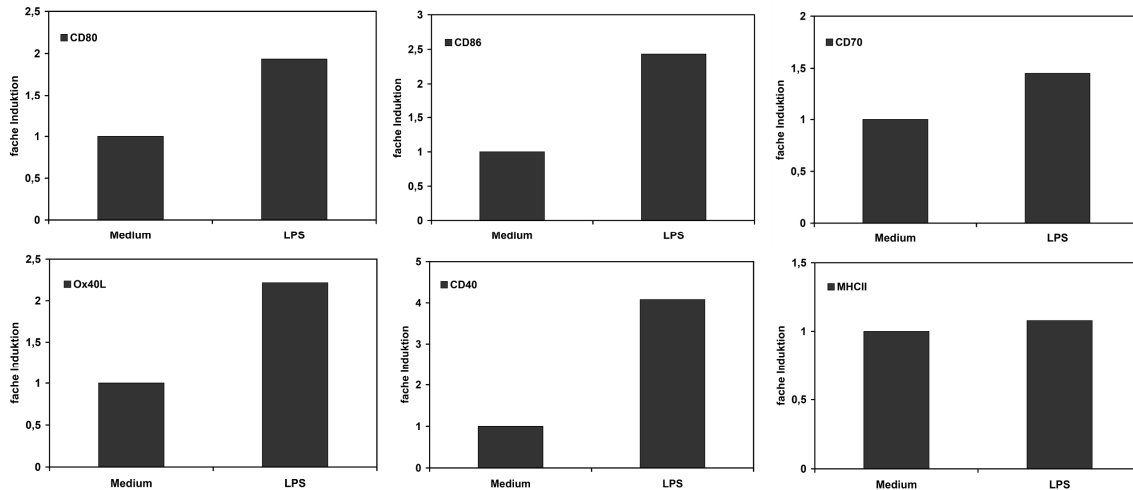 CD80
fache Induktion
2,5
2
1,5
1
0,5
0
Medium LPS
CD86
fache Induktion
3
2,5
2
1,5
1
0,5
0
Medium LPS
CD70
fache Induktion
2
1,5
1
0,5
0
Medium LPS
Ox40L
fache Induktion
2,5
2
1,5
1
0,5
0
Medium LPS
CD40
fache Induktion
5
4
3
2
1
0
Medium LPS
MHCII
fache Induktion
1,5
1
0,5
0
Medium LPS